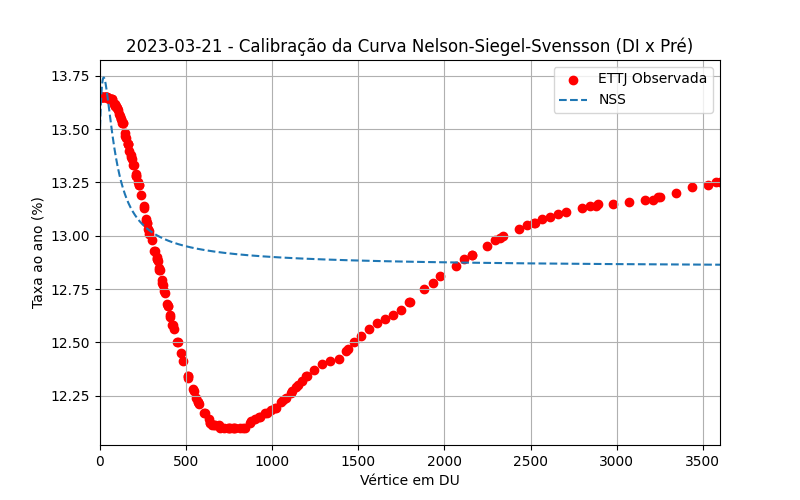 2023-03-21 - Calibração da Curva Nelson-Siegel-Svensson (DI x Pré)
ETTJ Observada
NSS
Taxa ao ano (%)
13.75
13.50
13.25
13.00
12.75
12.50
12.25
0 500 1000 1500 2000 2500 3000 3500
Vértice em DU